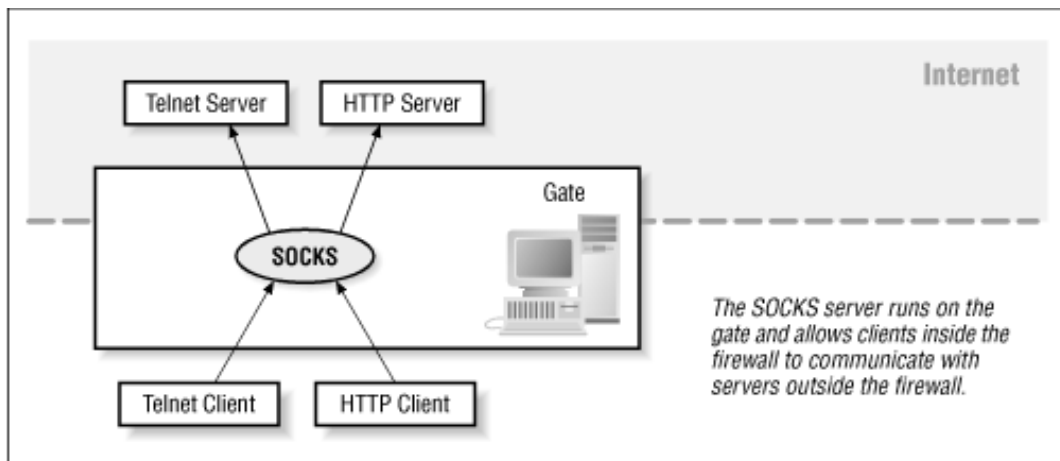 Internet
Telnet Server
HTTP Server
Gate
SOCKS
The SOCKS server runs on the
gate and allows clients inside the
firewall to communicate with
servers outside the firewall.
Telnet Client
HTTP Client